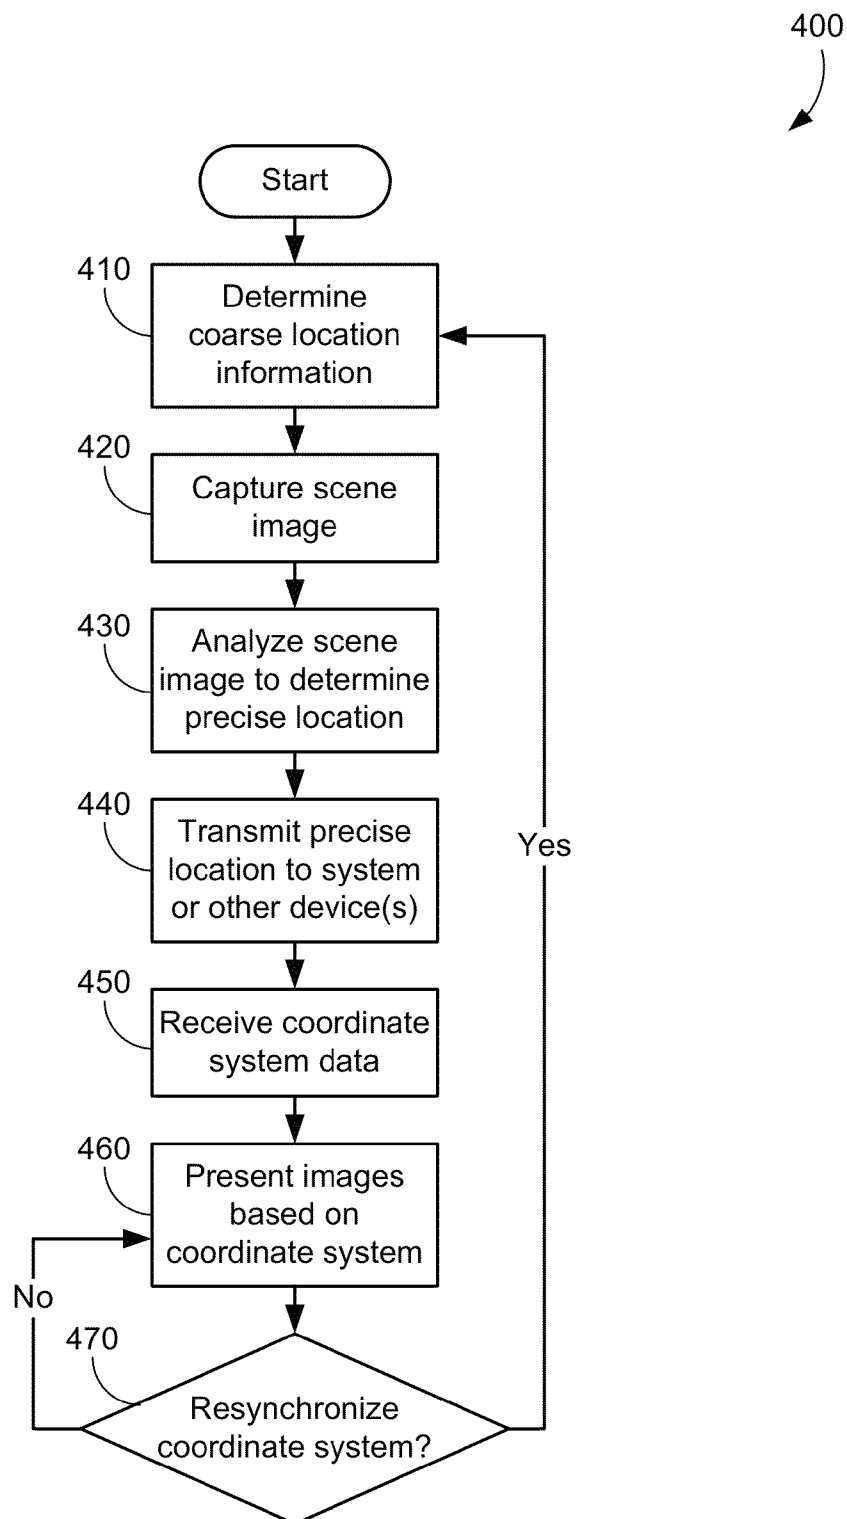 400
Start
410
Determine
coarse location
information
420
Capture scene
image
430
Analyze scene
image to determine
precise location
440
Transmit precise
location to system
or other device(s)
Yes
450
Receive coordinate
system data
460
Present images
based on
coordinate system
No
470
Resynchronize
coordinate system?